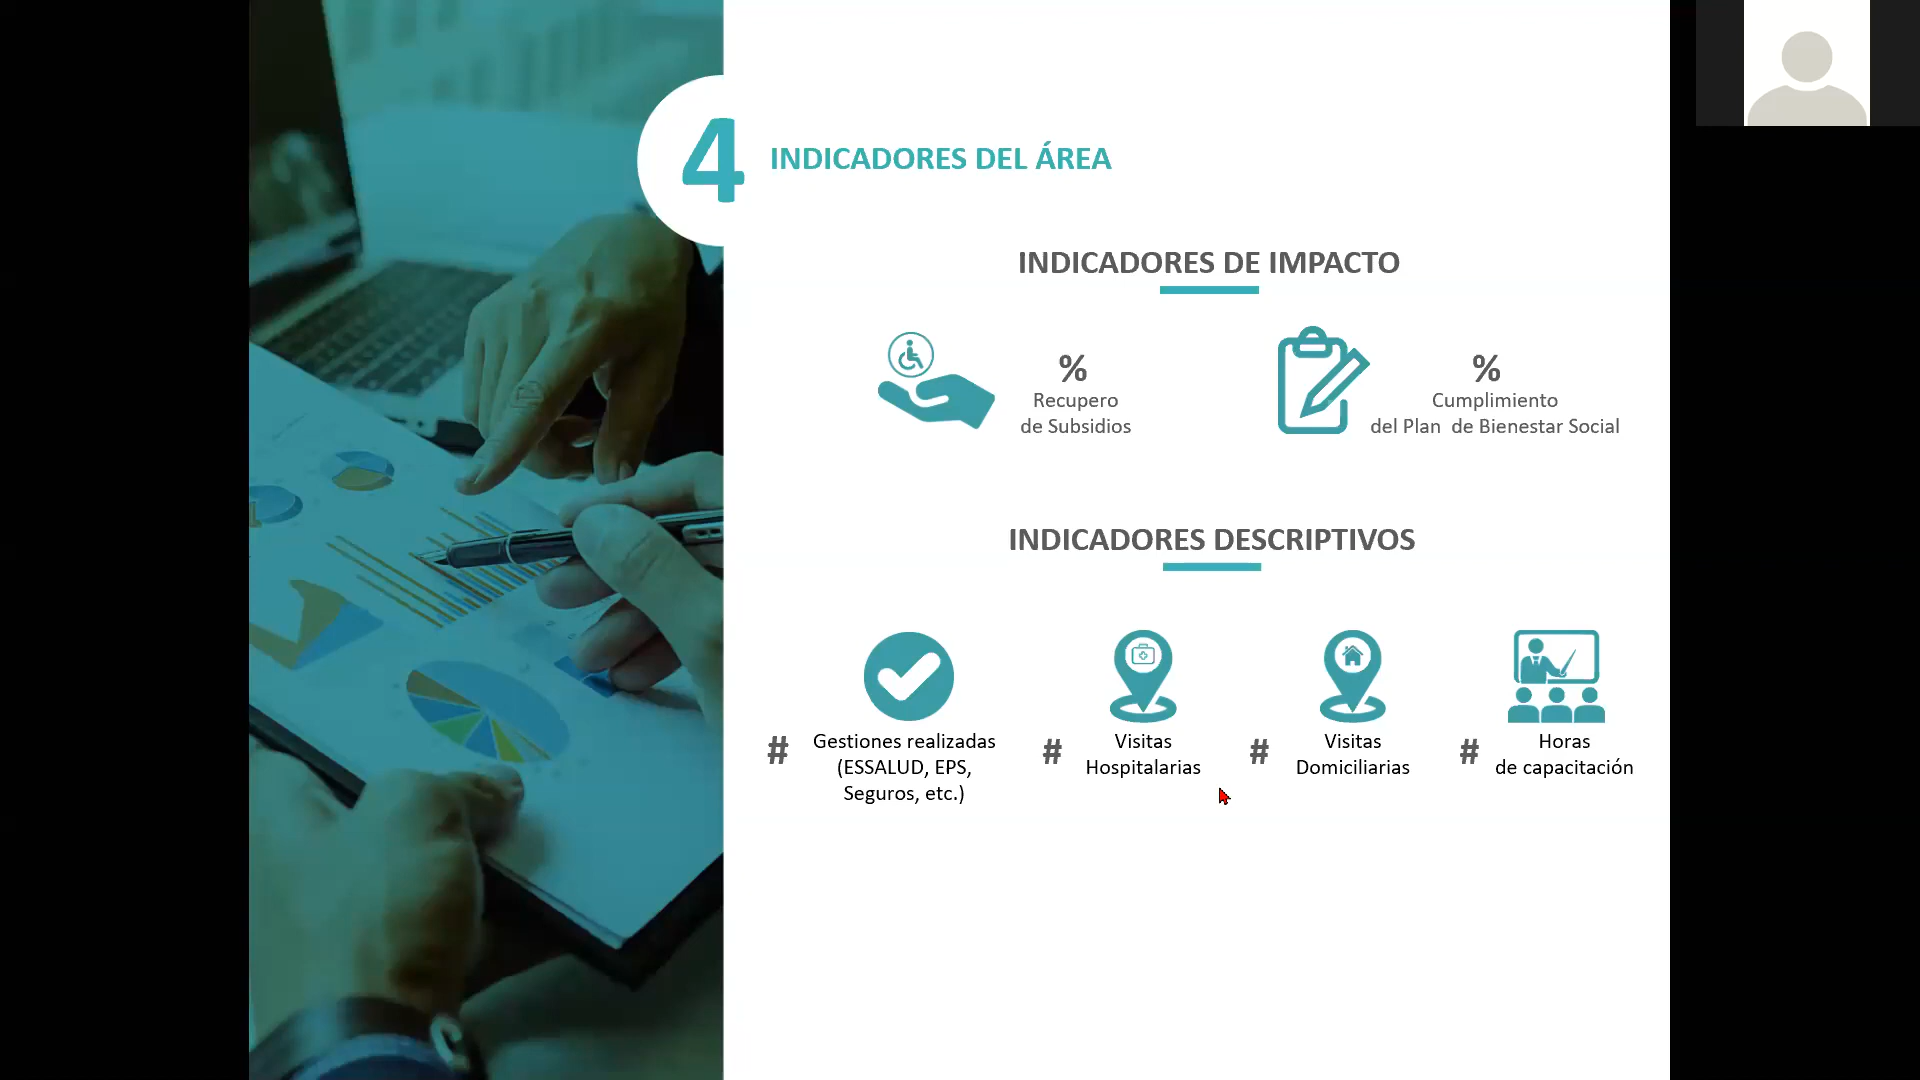 4
INDICADORES DEL ÁREA
INDICADORES DE IMPACTO
%
Recupero
de Subsidios
%
Cumplimiento
del Plan de Bienestar Social
INDICADORES DESCRIPTIVOS
# Gestiones realizadas
(ESSALUD, EPS,
Seguros, etc.)
# Visitas
Hospitalarias
# Visitas
Domiciliarias
# Horas
de capacitación